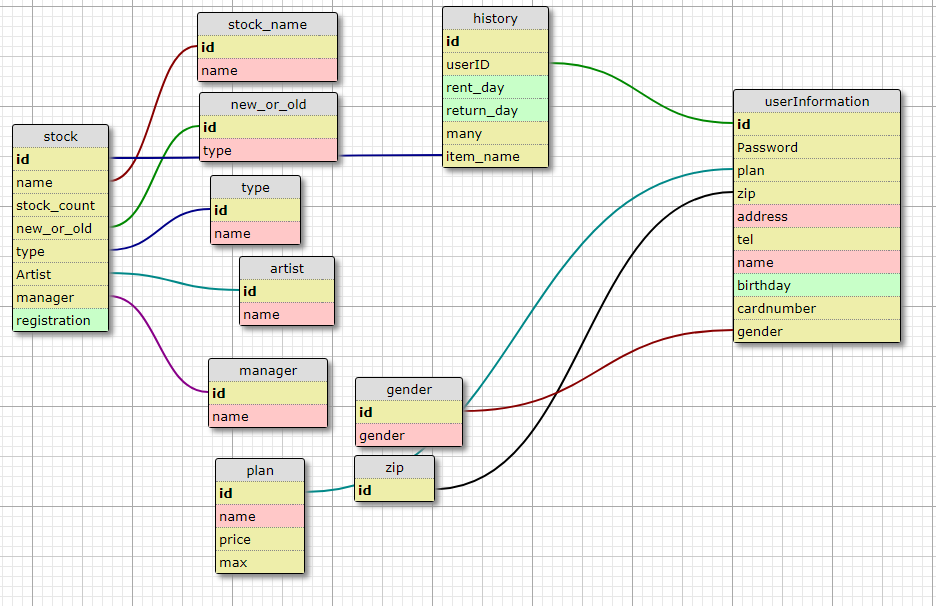 stock_name
id
name
new_or_old
id
type
stock
id
name
stock_count
new_or_old
type
Artist
manager
registration
type
id
name
artist
id
name
manager
id
name
plan
id
name
price
max
gender
id
gender
zip
id
history
id
userID
rent_day
return_day
many
item_name
userInformation
id
Password
plan
zip
address
tel
name
birthday
cardnumber
gender